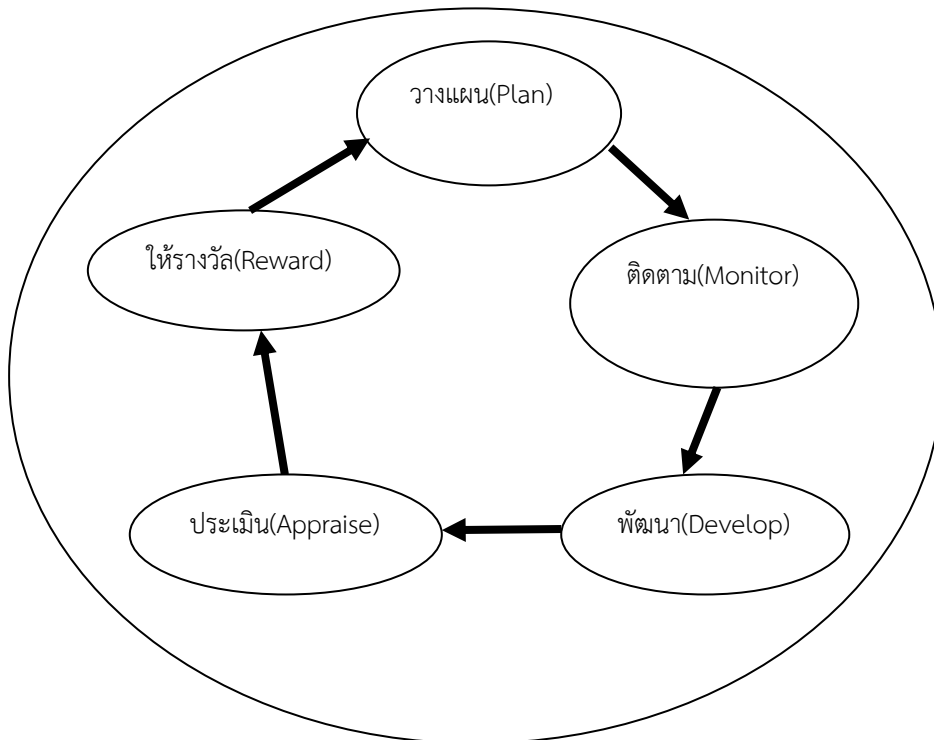 วางแผน(Plan)
ให้รางวัล(Reward)
ติดตาม(Monitor)
ประเมิน(Appraise)
พัฒนา(Develop)